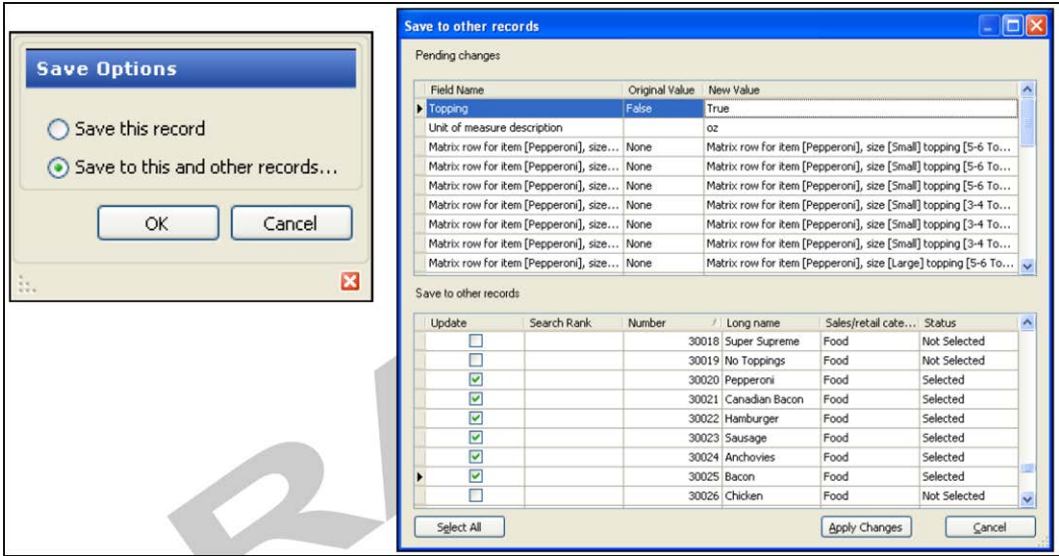 Save Options
Save this record
Save to this and other records...
OK Cancel
Save to other records
Pending changes
Field Name Original Value New Value
Topping False True
Unit of measure description oz
Matrix row for item [Pepperoni], size... None Matrix row for item [Pepperoni], size [Small] topping [5-6 To...
Matrix row for item [Pepperoni], size... None Matrix row for item [Pepperoni], size [Small] topping [5-6 To...
Matrix row for item [Pepperoni], size... None Matrix row for item [Pepperoni], size [Small] topping [5-6 To...
Matrix row for item [Pepperoni], size... None Matrix row for item [Pepperoni], size [Small] topping [3-4 To...
Matrix row for item [Pepperoni], size... None Matrix row for item [Pepperoni], size [Small] topping [3-4 To...
Matrix row for item [Pepperoni], size... None Matrix row for item [Pepperoni], size [Small] topping [3-4 To...
Matrix row for item [Pepperoni], size... None Matrix row for item [Pepperoni], size [Large] topping [5-6 To...
Save to other records
Update Search Rank Number Long name Sales/retail cate... Status
30018 Super Supreme Food Not Selected
30019 No Toppings Food Not Selected
30020 Pepperoni Food Selected
30021 Canadian Bacon Food Selected
30022 Hamburger Food Selected
30023 Sausage Food Selected
30024 Anchovies Food Selected
30025 Bacon Food Selected
30026 Chicken Food Not Selected
Select All Apply Changes Cancel